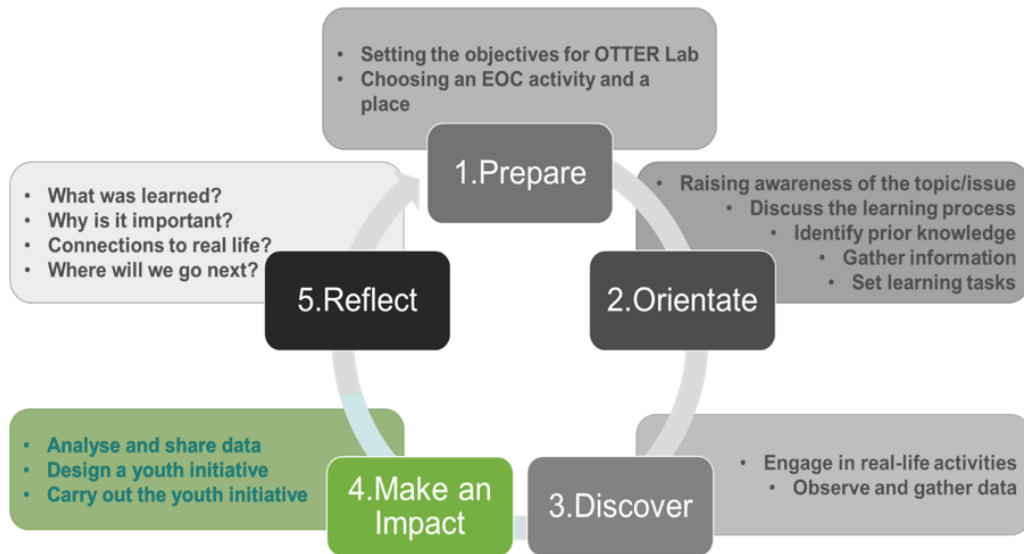 • Setting the objectives for OTTER Lab
• Choosing an EOC activity and a
place
1.Prepare
• Raising awareness of the topic/issue
• Discuss the learning process
• Identify prior knowledge
• Gather information
• Set learning tasks
2.Orientate
• Engage in real-life activities
• Observe and gather data
3.Discover
• Analyse and share data
• Design a youth initiative
• Carry out the youth initiative
4.Make an
Impact
• What was learned?
• Why is it important?
• Connections to real life?
• Where will we go next?
5.Reflect